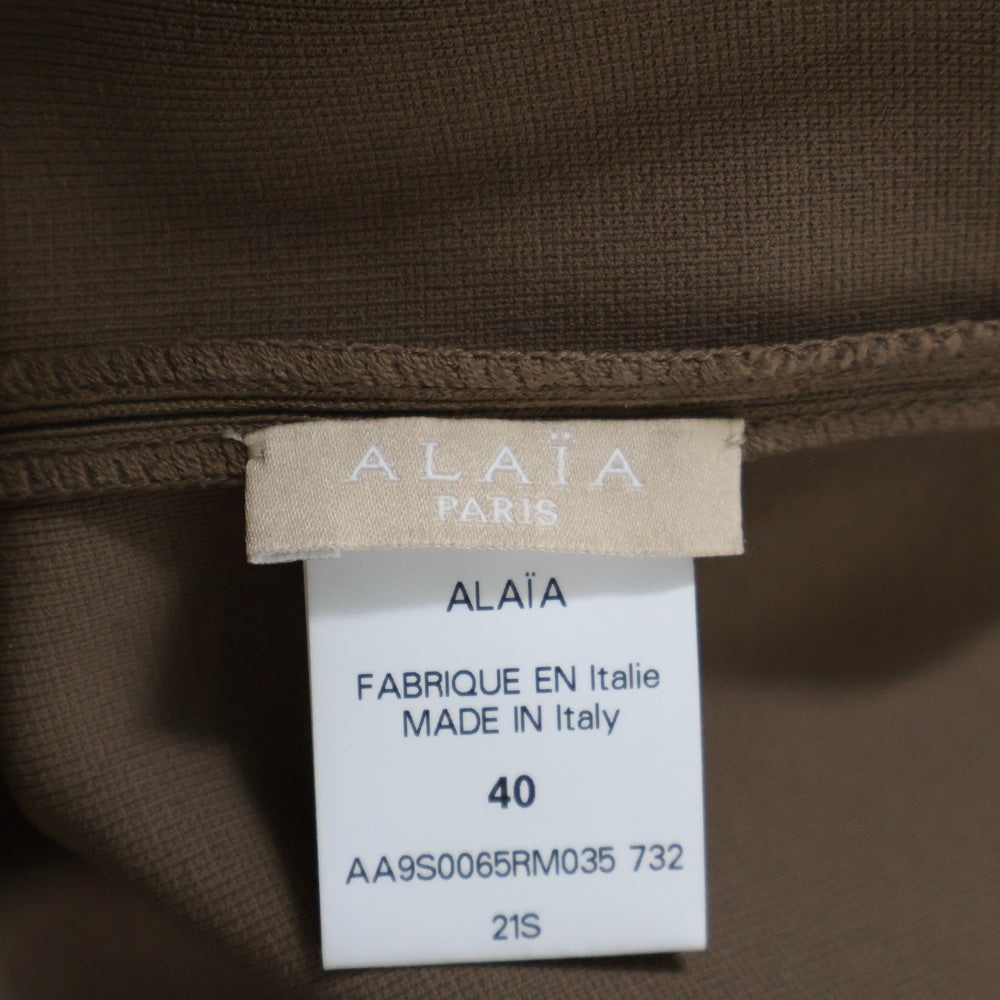 ALAÏA
PARIS
ALAÏA
FABRIQUE EN Italie
MADE IN Italy
40
AA9S0065RM035 732
21S